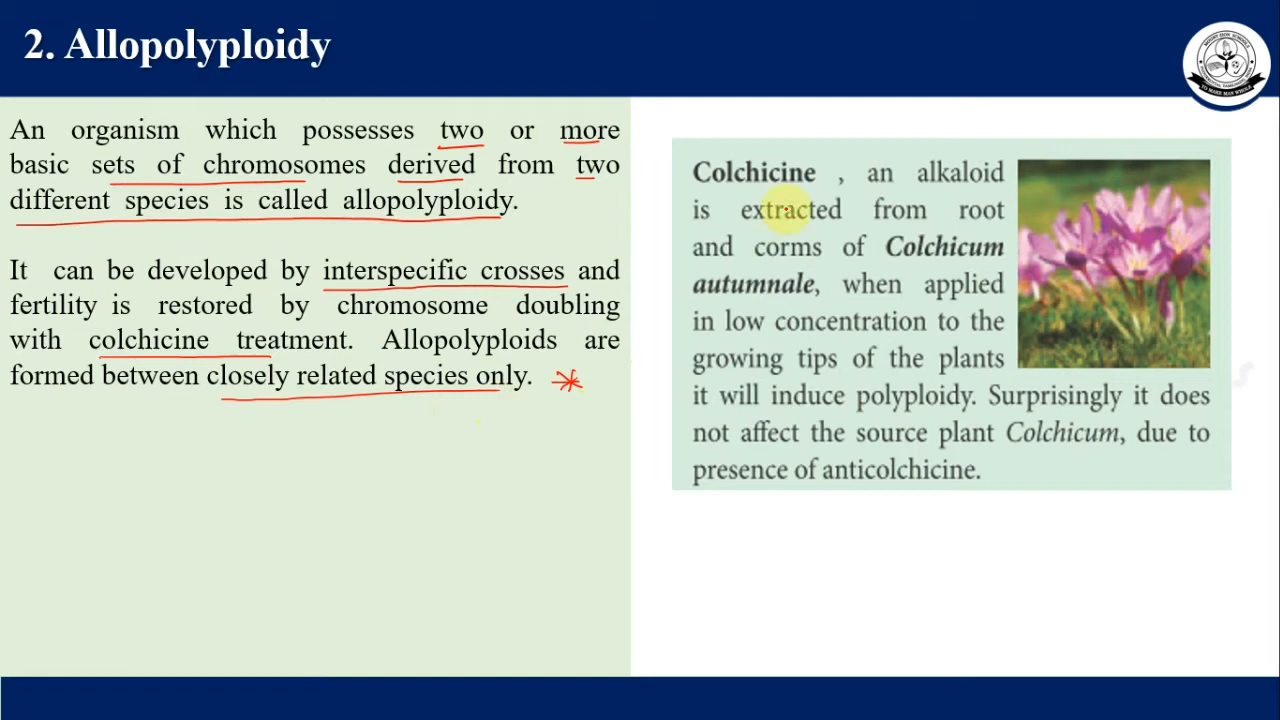 2. Allopolyploidy
An organism which possesses two or more
basic sets of chromosomes derived from two
different species is called allopolyploidy.
It can be developed by interspecific crosses and
fertility is restored by chromosome doubling
with colchicine treatment. Allopolyploids are
formed between closely related species only.
Colchicine , an alkaloid
is extracted from root
and corms of Colchicum
autumnale, when applied
in low concentration to the
growing tips of the plants
it will induce polyploidy. Surprisingly it does
not affect the source plant Colchicum, due to
presence of anticolchicine.
TO MAKE MAN WHOLE